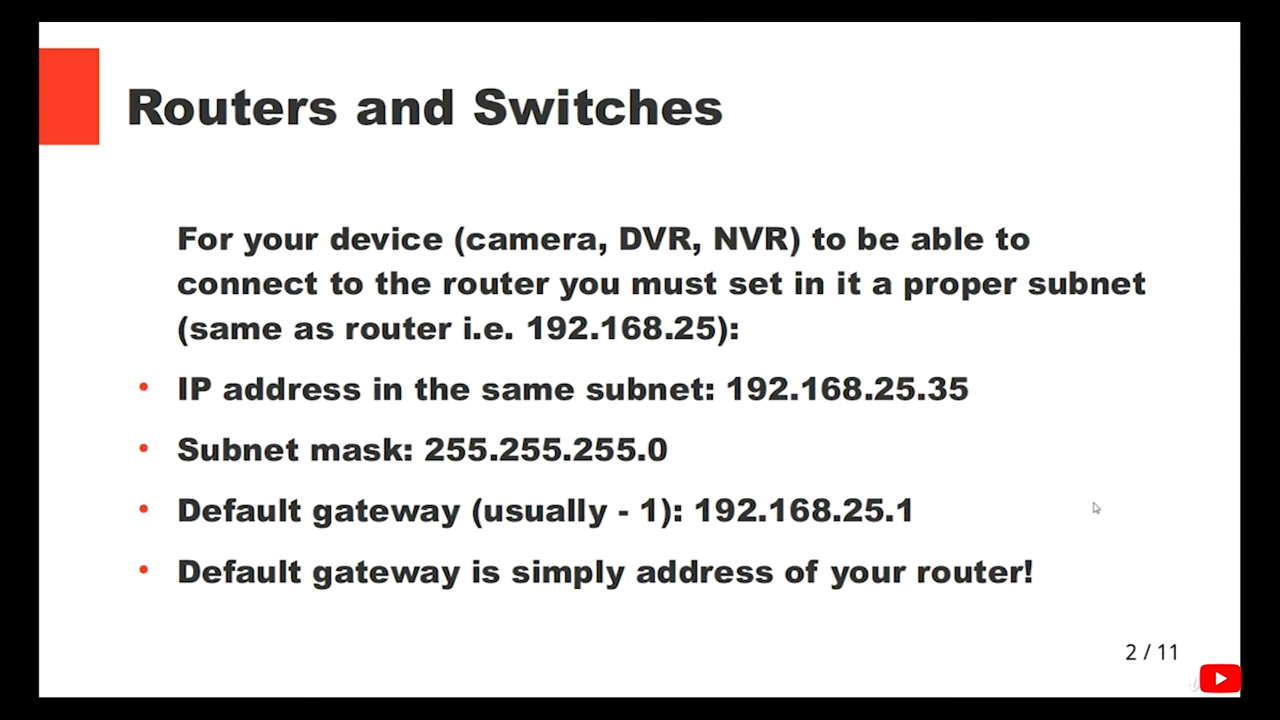 Routers and Switches
For your device (camera, DVR, NVR) to be able to
connect to the router you must set in it a proper subnet
(same as router i.e. 192.168.25):
• IP address in the same subnet: 192.168.25.35
• Subnet mask: 255.255.255.0
• Default gateway (usually - 1): 192.168.25.1
• Default gateway is simply address of your router!
2 / 11